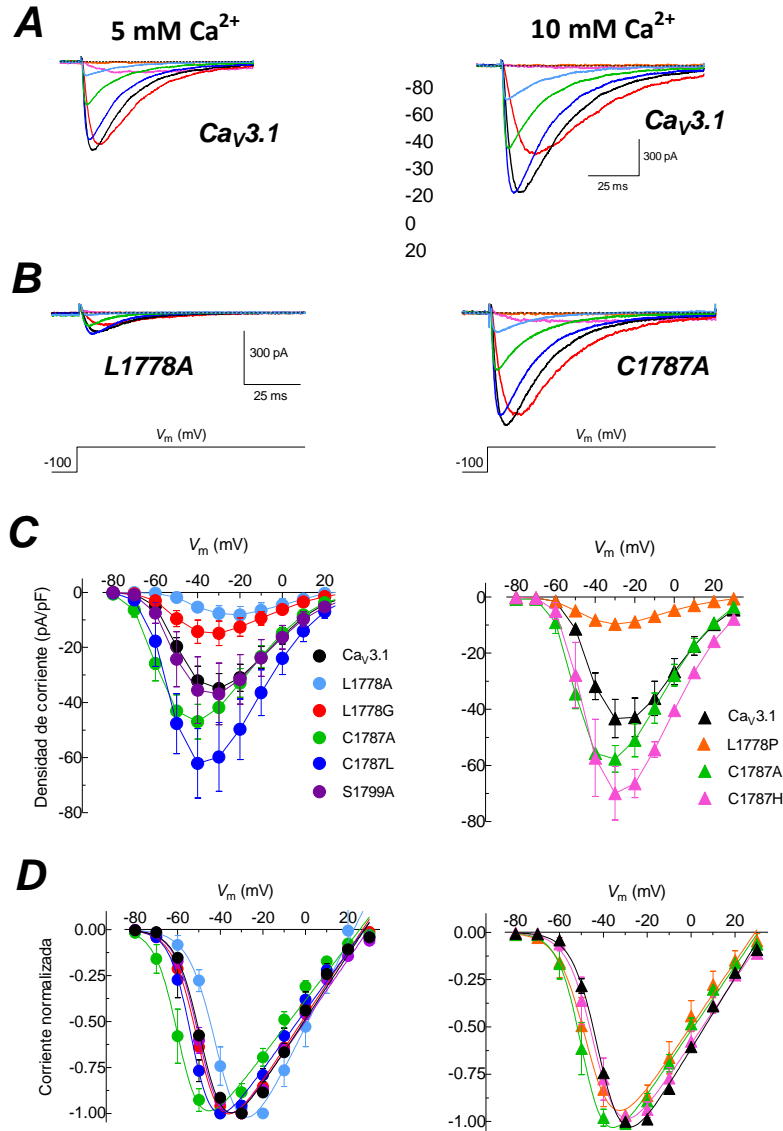 A
5 mM Ca2+
10 mM Ca2+
CaV3.1
-80
-60
-40
-30
-20
0
20
CaV3.1
300 pA
25 ms
B
L1778A
300 pA
25 ms
C1787A
Vm (mV)
-100
Vm (mV)
-100
C
Vm (mV)
-80 -60 -40 -20 0 20
0
-20
-40
-60
-80
Densidad de corriente (pA/pF)
CaV3.1
L1778A
L1778G
C1787A
C1787L
S1799A
Vm (mV)
-80 -60 -40 -20 0 20
0
-20
-40
-60
-80
CaV3.1
L1778P
C1787A
C1787H
D
Vm (mV)
-80 -60 -40 -20 0 20
0.00
-0.25
-0.50
-0.75
-1.00
Corriente normalizada
Vm (mV)
-80 -60 -40 -20 0 20
0.00
-0.25
-0.50
-0.75
-1.00